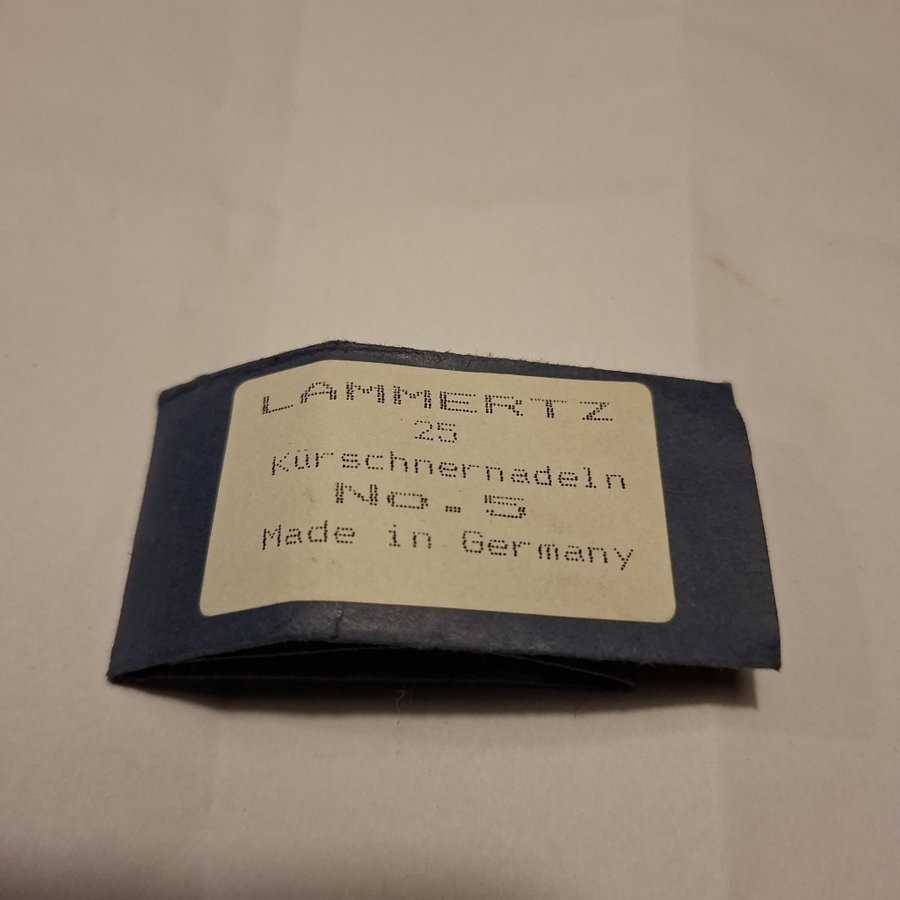 LAMMERTZ
25
Kürschnernadeln
No.5
Made in Germany